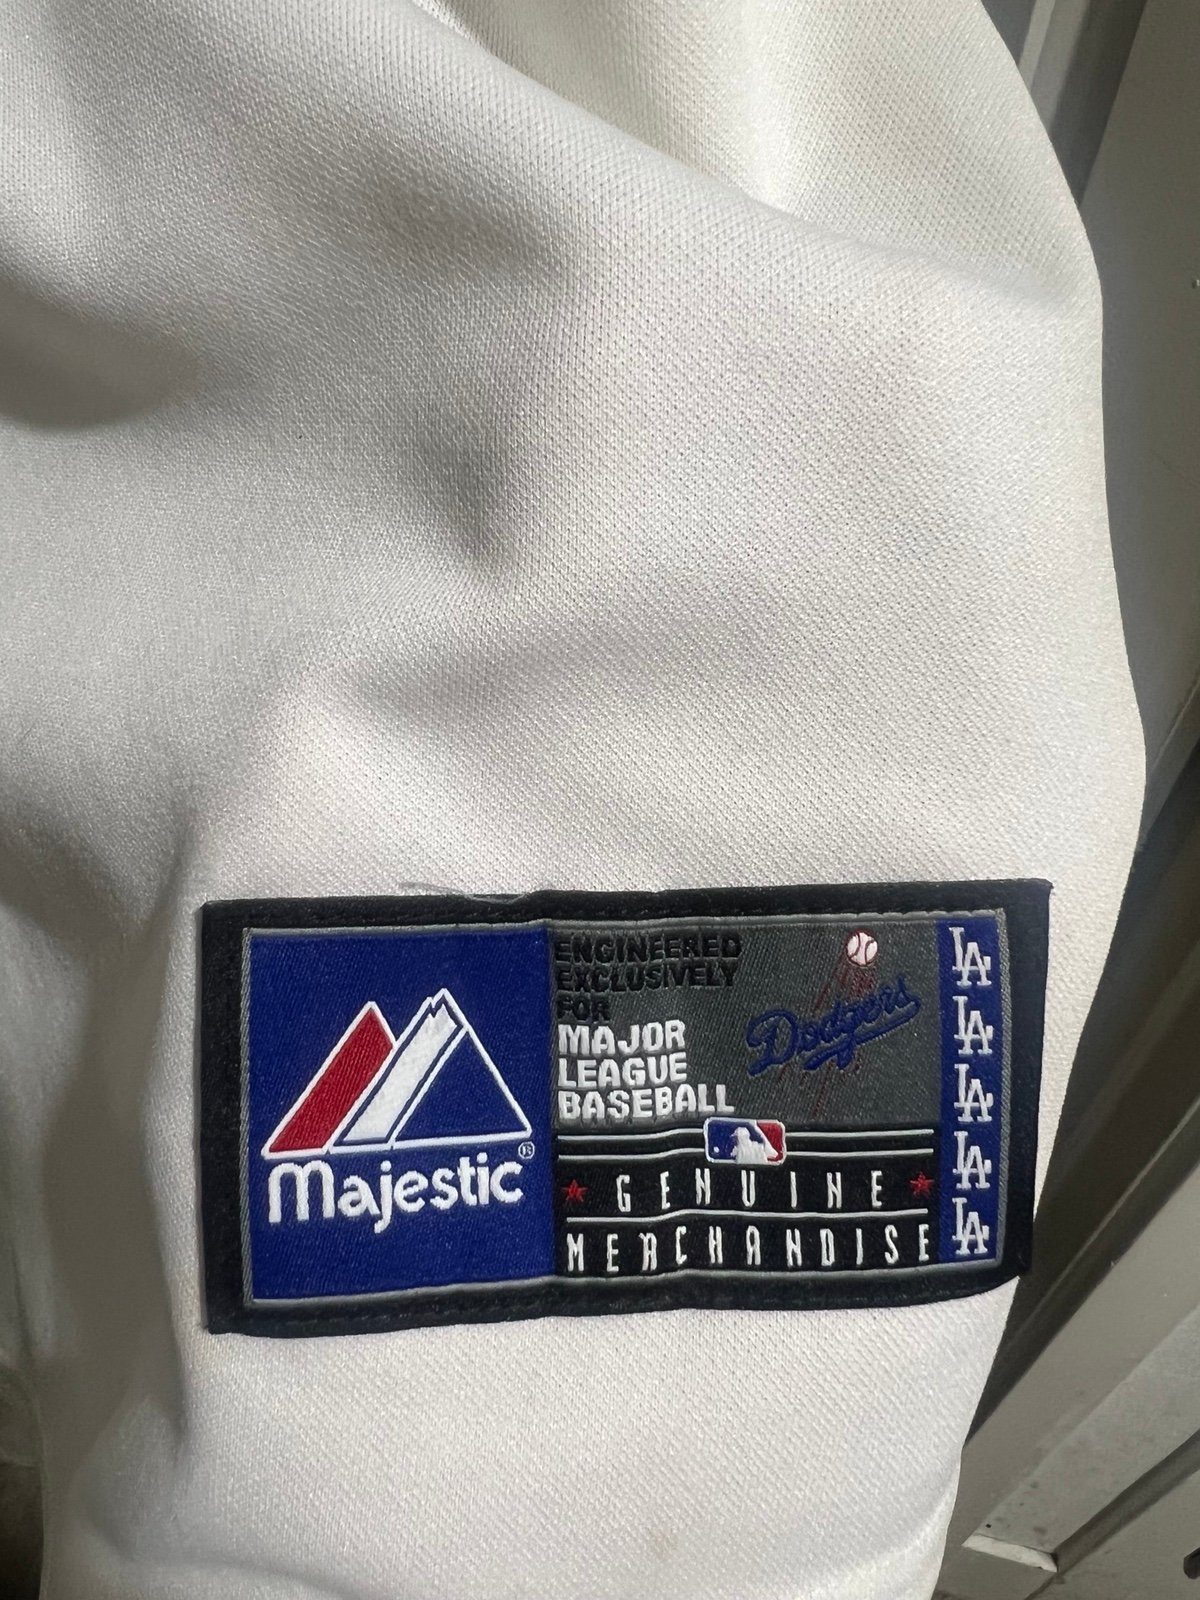 Majestic®
ENGINEERED
EXCLUSIVELY
FOR
MAJOR
LEAGUE
BASEBALL
Dodgers
GENUINE
MERCHANDISE
LA
LA
LA
LA
LA